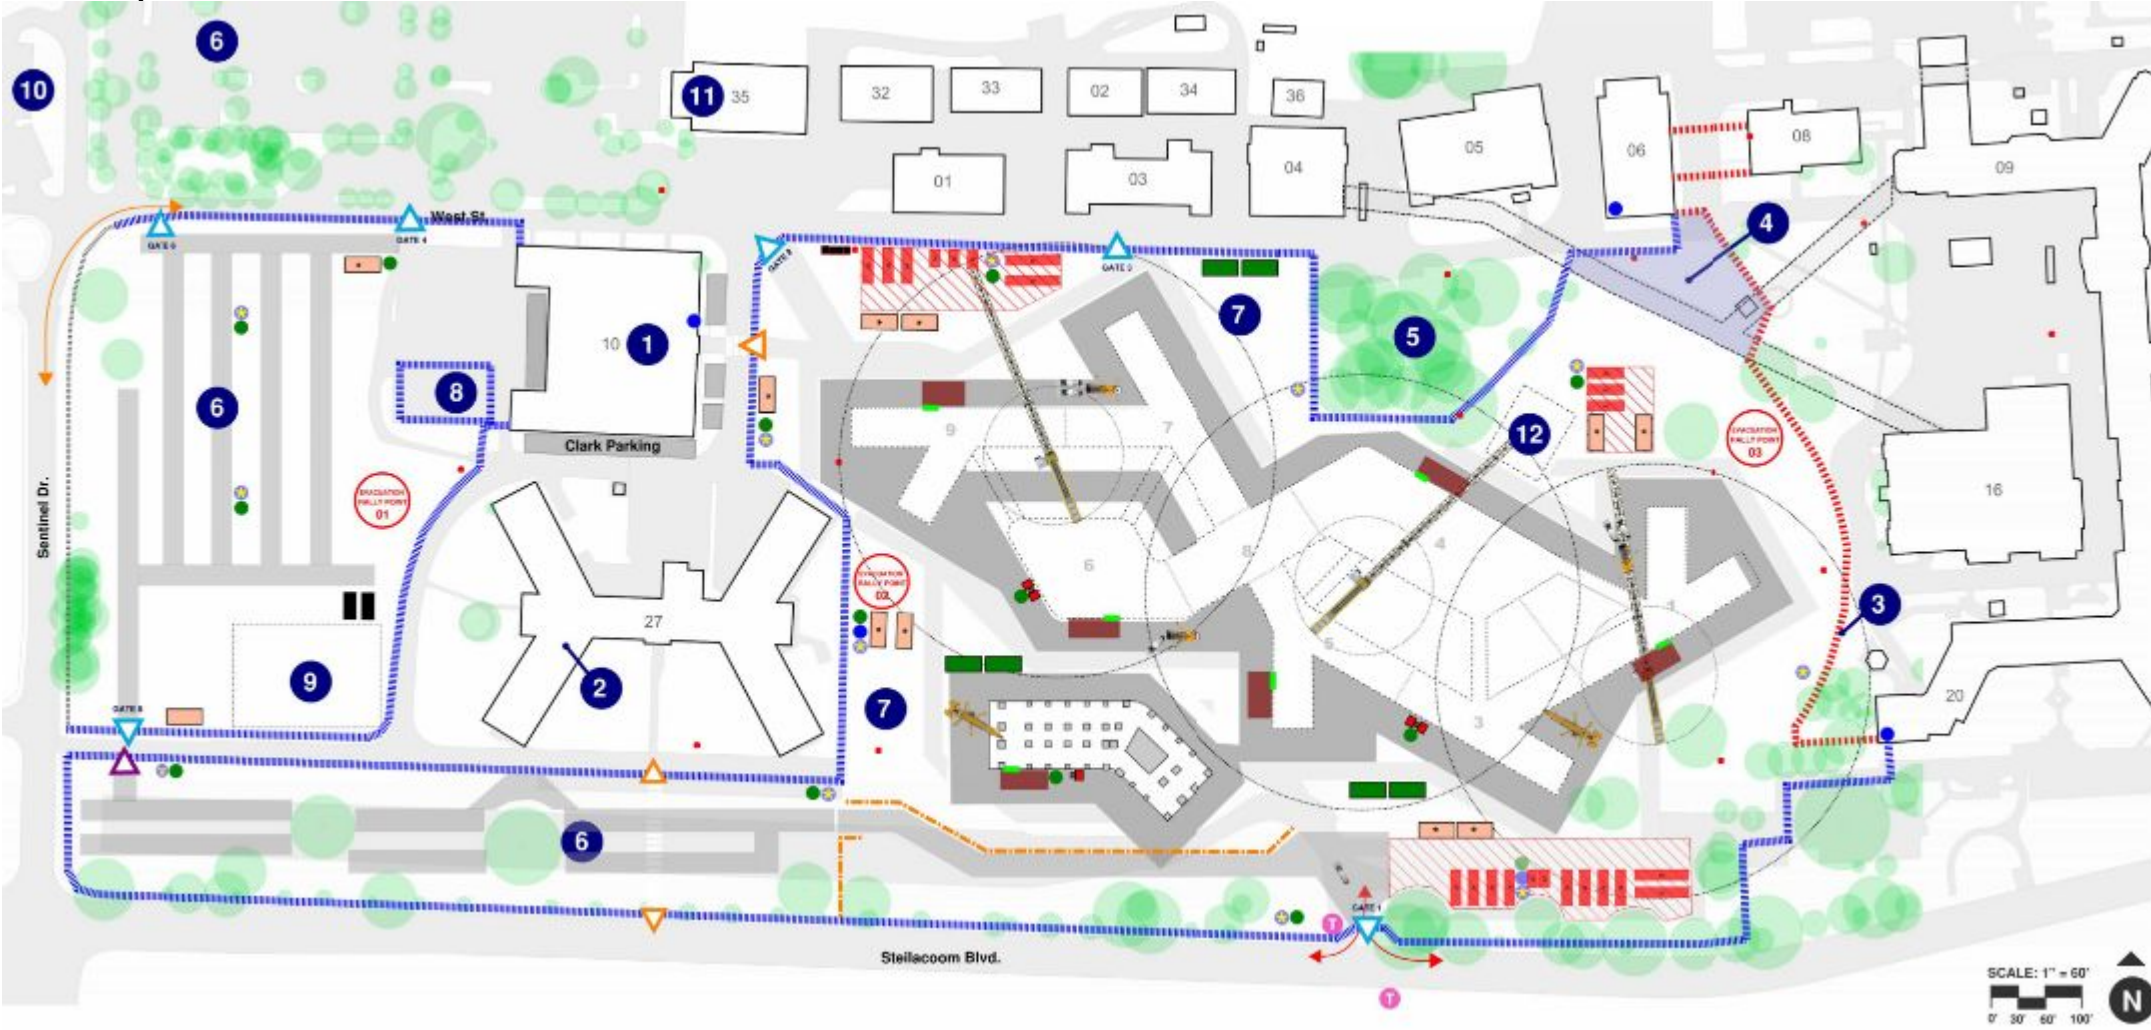 6
10
11
35
32
33
02
34
36
05
06
08
09
01
03
04
4
West St.
GATE 4
GATE 3
7
5
10
1
6
8
Clark Parking
9
7
12
EVACUATION
RALLY POINT
01
EVACUATION
RALLY POINT
03
16
Sentinel Dr.
8
4
6
EVACUATION
RALLY POINT
02
1
3
27
5
9
2
7
3
20
6
GATE 1
T
Steilacoom Blvd.
T
SCALE: 1" = 60'
0' 30' 60' 100'
N